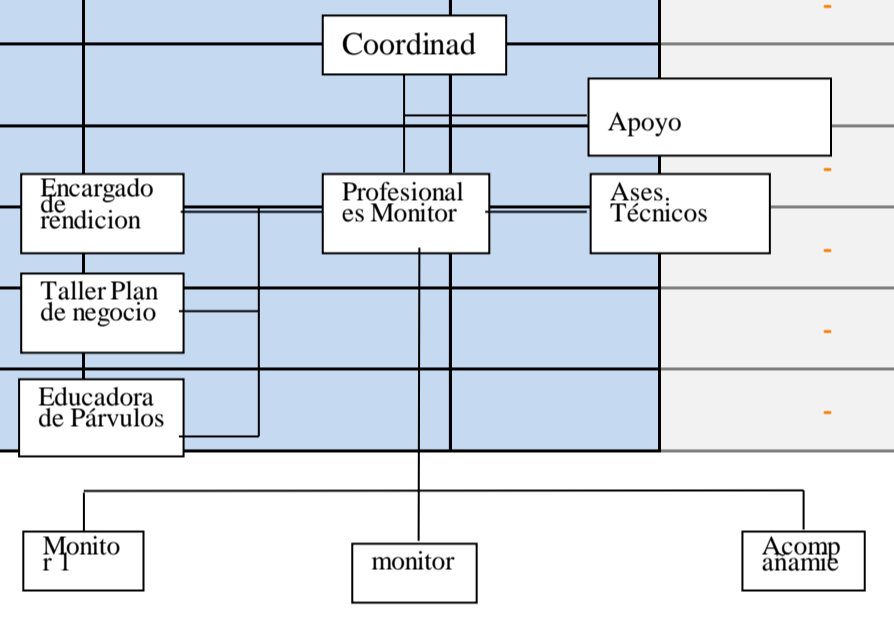 Coordinad
Apoyo
Encargado
de
rendicion
Profesional
es Monitor
Ases.
Técnicos
Taller Plan
de negocio
Educadora
de Párvulos
Monito
r 1
monitor
Acomp
añamie